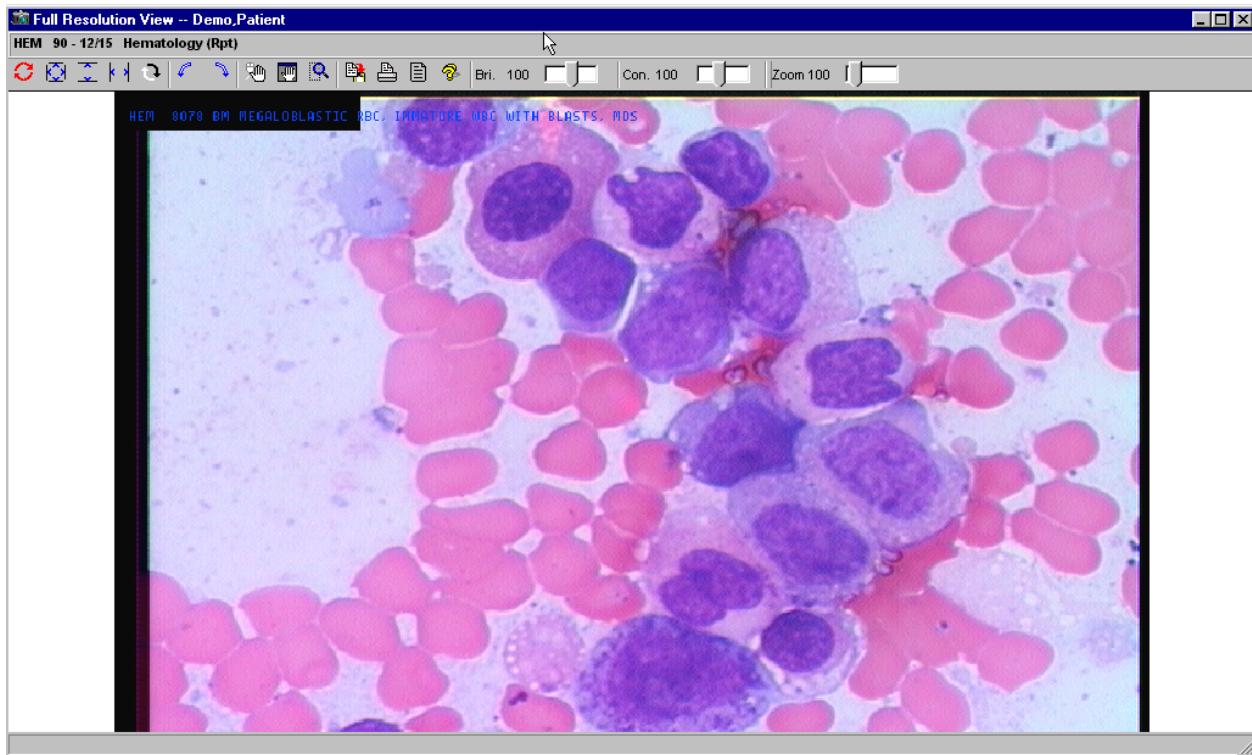 Full Resolution View -- Demo,Patient
HEM 90 - 12/15 Hematology (Rpt)
Bri. 100 Con. 100 Zoom 100
HEM 8078 BM MEGALOBLASTIC RBC, IMMATURE WBC WITH BLASTS, MDS